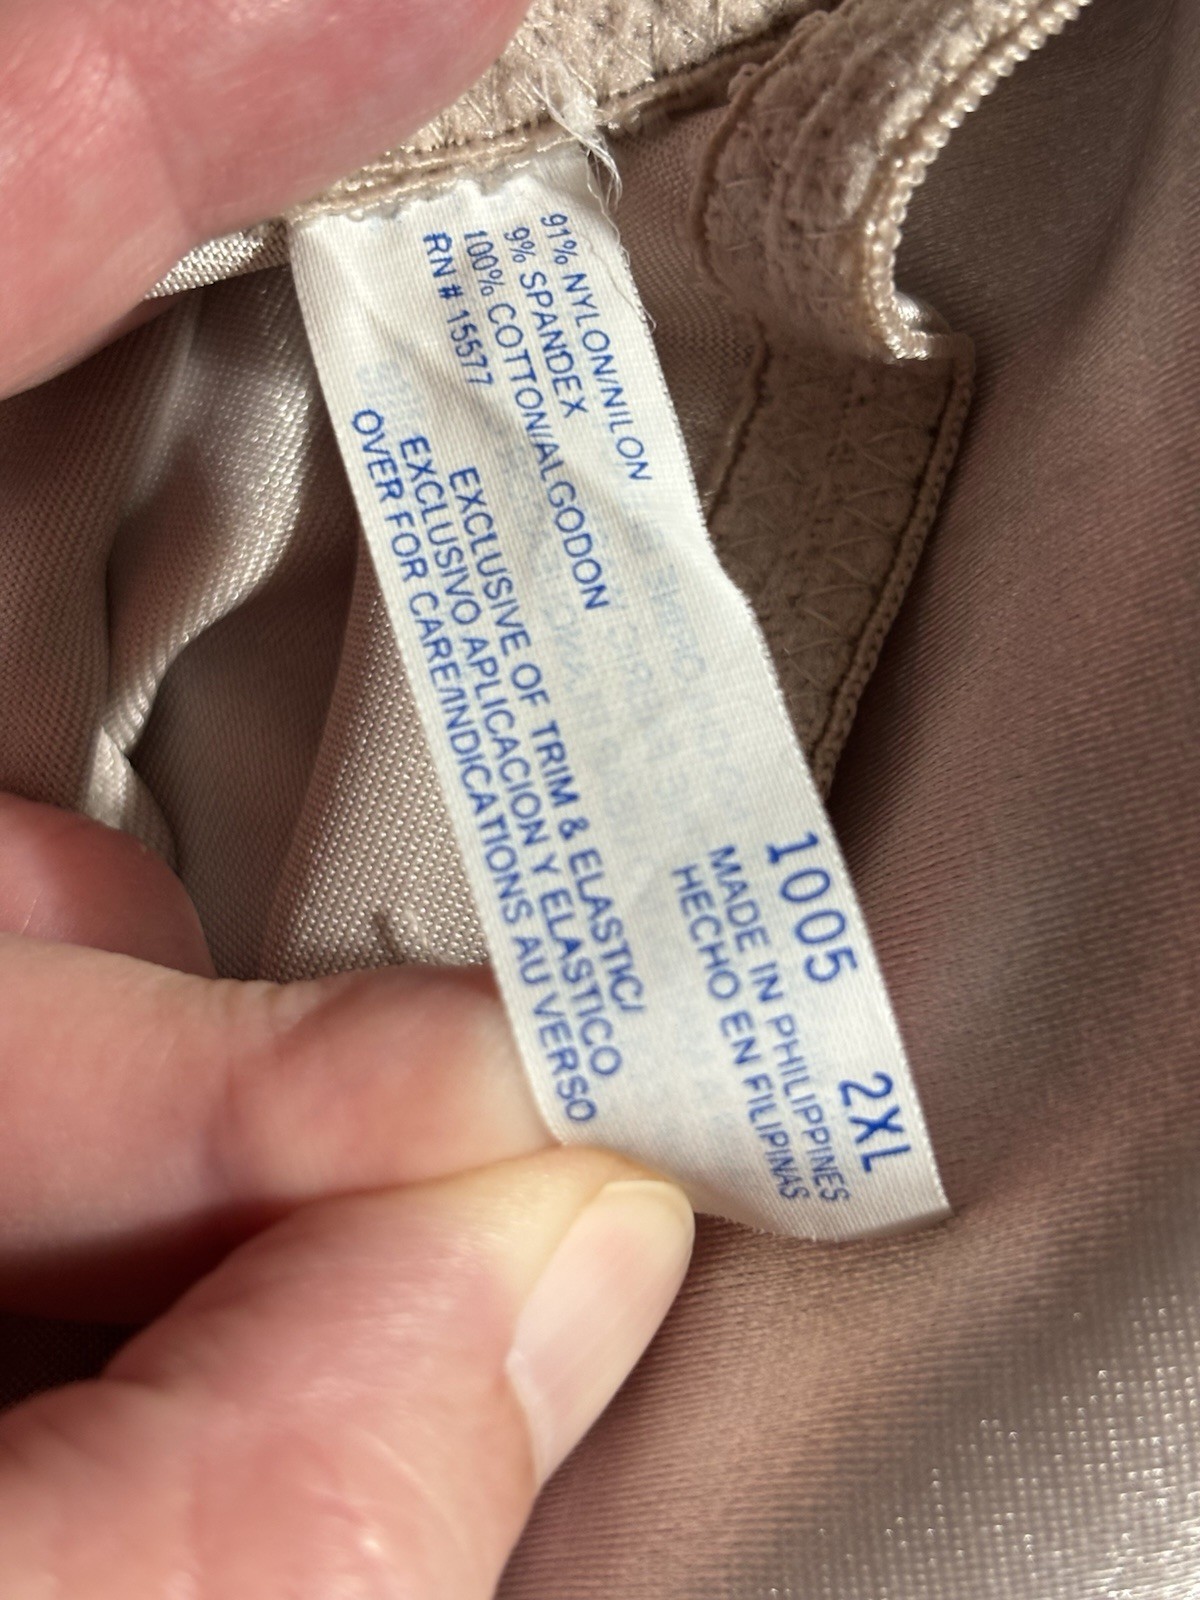 91% NYLON/NILON
9% SPANDEX
100% COTTON/ALGODON
RN # 15577
EXCLUSIVE OF TRIM & ELASTIC/
EXCLUSIVO APLICACION Y ELASTICO
OVER FOR CARE/INDICATIONS AU VERSO
1005 2XL
MADE IN PHILIPPINES
HECHO EN FILIPINAS